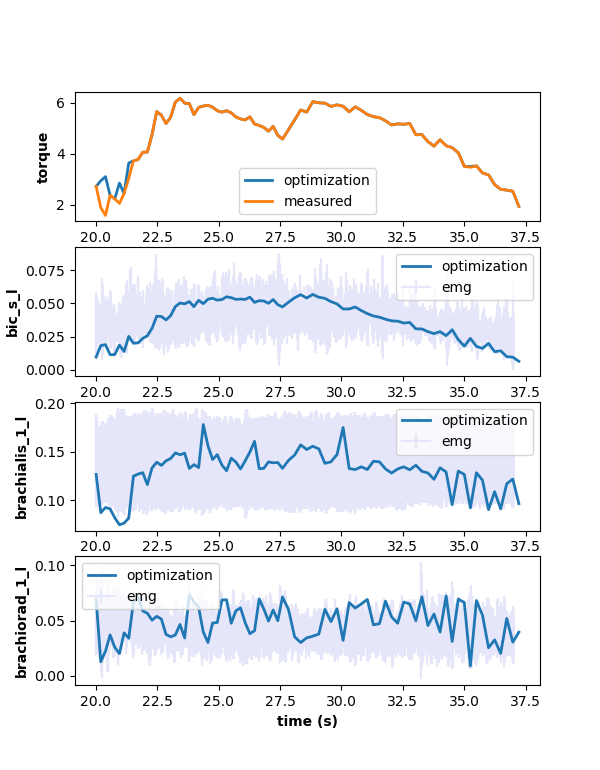 6
4
2
torque
optimization
measured
20.0 22.5 25.0 27.5 30.0 32.5 35.0 37.5
0.075
0.050
0.025
0.000
bic_s_l
optimization
emg
20.0 22.5 25.0 27.5 30.0 32.5 35.0 37.5
0.20
0.15
0.10
brachialis_1_l
optimization
emg
20.0 22.5 25.0 27.5 30.0 32.5 35.0 37.5
0.10
0.05
0.00
brachiorad_1_l
optimization
emg
20.0 22.5 25.0 27.5 30.0 32.5 35.0 37.5
time (s)